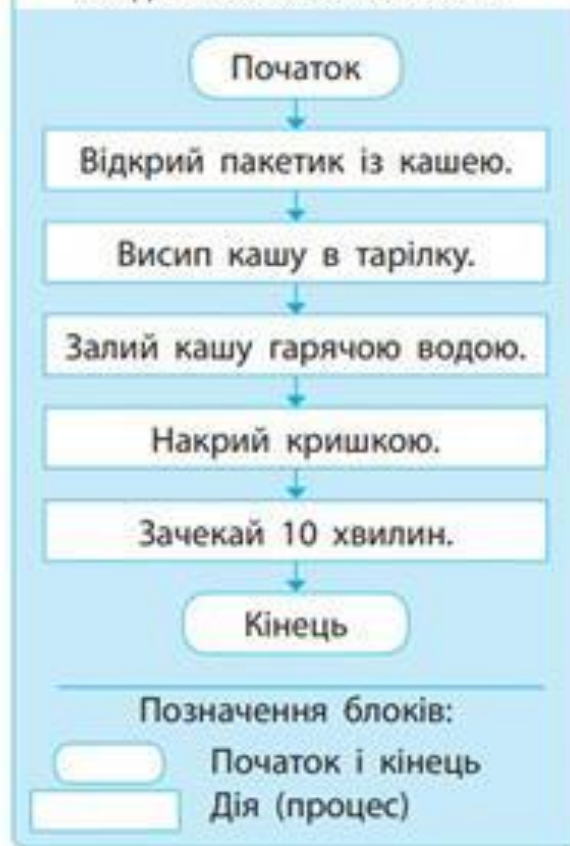 Початок
Відкрий пакетик із кашею.
Висип кашу в тарілку.
Залий кашу гарячою водою.
Накрий кришкою.
Зачекай 10 хвилин.
Кінець
Позначення блоків:
Початок і кінець
Дія (процес)